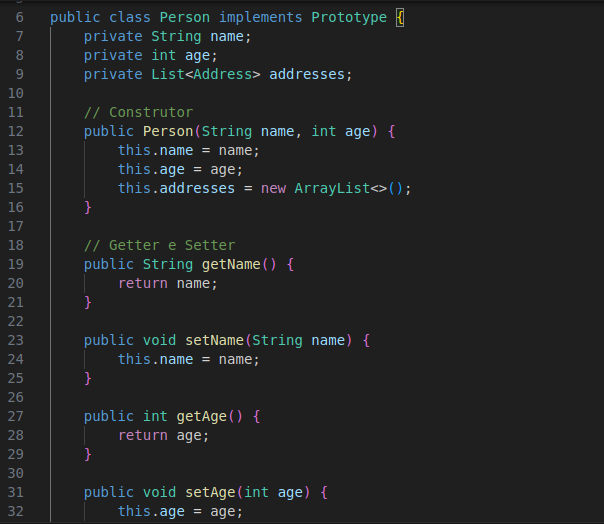 6 public class Person implements Prototype {
7 private String name;
8 private int age;
9 private List<Address> addresses;
10
11 // Construtor
12 public Person(String name, int age) {
13 this.name = name;
14 this.age = age;
15 this.addresses = new ArrayList<>();
16 }
17
18 // Getter e Setter
19 public String getName() {
20 return name;
21 }
22
23 public void setName(String name) {
24 this.name = name;
25 }
26
27 public int getAge() {
28 return age;
29 }
30
31 public void setAge(int age) {
32 this.age = age;